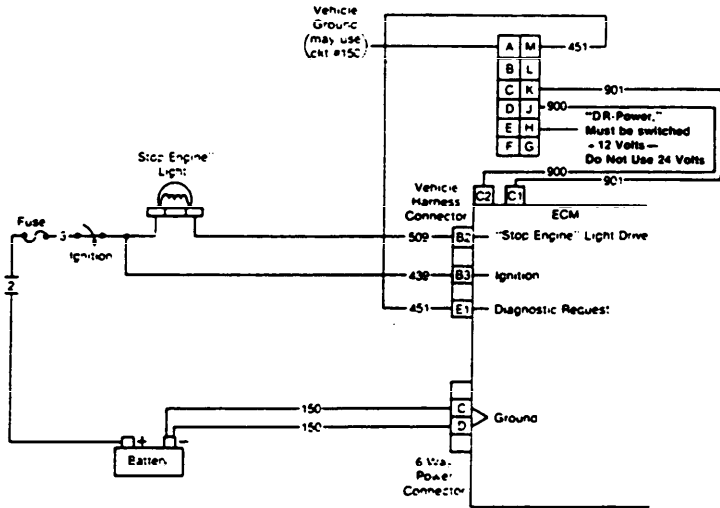 Vehicle
Ground
(may use
ckt #150)
A M 451
B L
C K 901
D J 900
E H
F G
"DR-Power,"
Must be switched
- 12 Volts —
Do Not Use 24 Volts
900
901
C2 C1
ECM
Stop Engine"
Light
Vehicle
Harness
Connector
Fuse
3
Ignition
2
509 B2 "Stop Engine" Light Drive
439 B3 Ignition
451 E1 Diagnostic Request
150 C
150 D
Ground
+ -
6 Way
Power
Connector